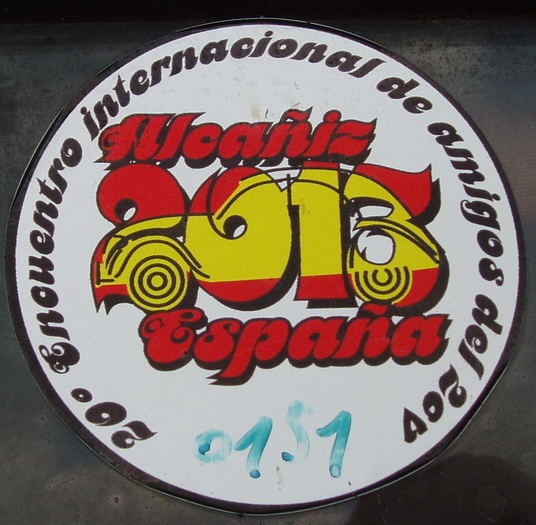 20º Encuentro internacional de amigos del 2cv
Alcañiz
2013
España
0151